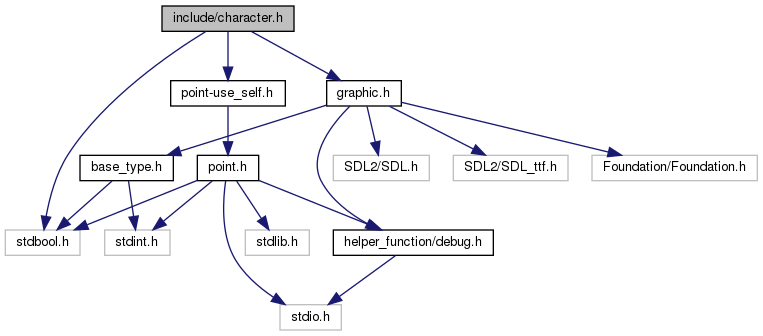 include/character.h
point-use_self.h
graphic.h
base_type.h
point.h
SDL2/SDL.h
SDL2/SDL_ttf.h
Foundation/Foundation.h
stdbool.h
stdint.h
stdlib.h
helper_function/debug.h
stdio.h